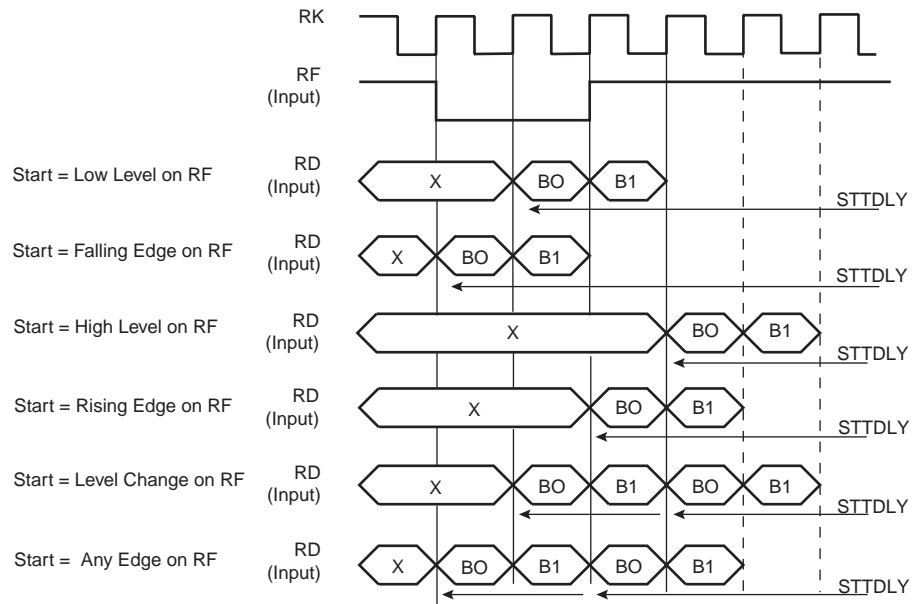 RK
RF
(Input)
Start = Low Level on RF
RD
(Input)
X
BO
B1
STTDLY
Start = Falling Edge on RF
RD
(Input)
X
BO
B1
STTDLY
Start = High Level on RF
RD
(Input)
X
BO
B1
STTDLY
Start = Rising Edge on RF
RD
(Input)
X
BO
B1
STTDLY
Start = Level Change on RF
RD
(Input)
X
BO
B1
BO
B1
STTDLY
Start = Any Edge on RF
RD
(Input)
X
BO
B1
BO
B1
STTDLY